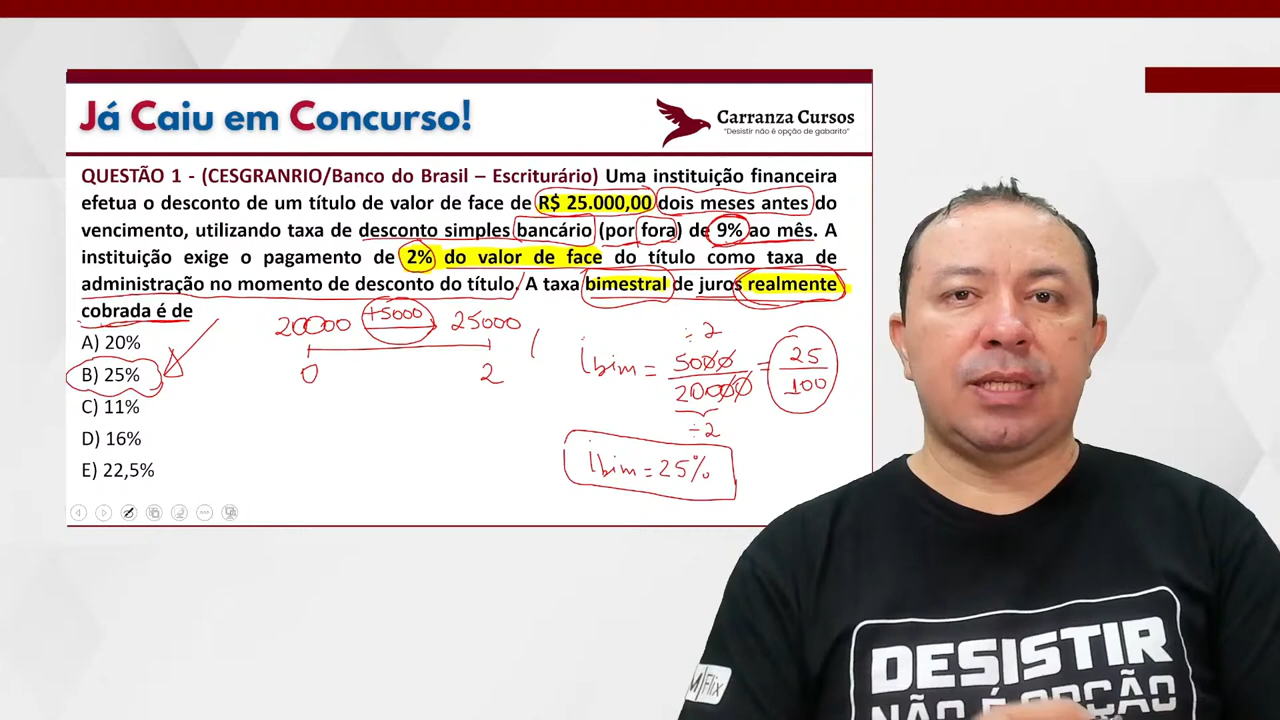 Já Caiu em Concurso!
Carranza Cursos
"Desistir não é opção de gabarito"
QUESTÃO 1 - (CESGRANRIO/Banco do Brasil – Escriturário) Uma instituição financeira
efetua o desconto de um título de valor de face de R$ 25.000,00 dois meses antes do
vencimento, utilizando taxa de desconto simples bancário (por fora) de 9% ao mês. A
instituição exige o pagamento de 2% do valor de face do título como taxa de
administração no momento de desconto do título. A taxa bimestral de juros realmente
cobrada é de
A) 20%
B) 25%
C) 11%
D) 16%
E) 22,5%
20000 +5000 25000
0 2
÷2
ibim = 5000 = 25
20000 100
÷2
ibim = 25%
DESISTIR
NÃO É OPÇÃO
Flix